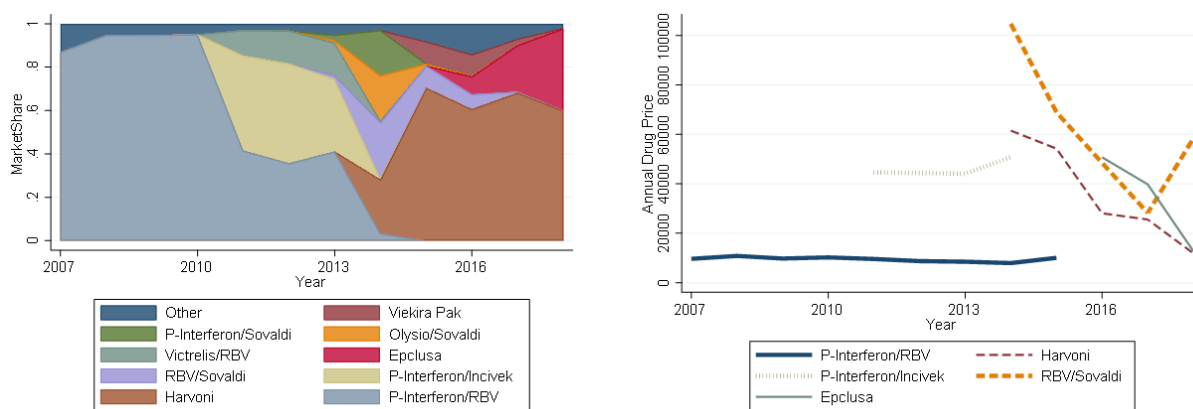 MarketShare
1
.8
.6
.4
.2
0
2007 2010 2013 2016
Year
Other Viekira Pak
P-Interferon/Sovaldi Olysio/Sovaldi
Victrelis/RBV Epclusa
RBV/Sovaldi P-Interferon/Incivek
Harvoni P-Interferon/RBV
Annual Drug Price
100000
80000
60000
40000
20000
0
2007 2010 2013 2016
Year
P-Interferon/RBV Harvoni
P-Interferon/Incivek RBV/Sovaldi
Epclusa